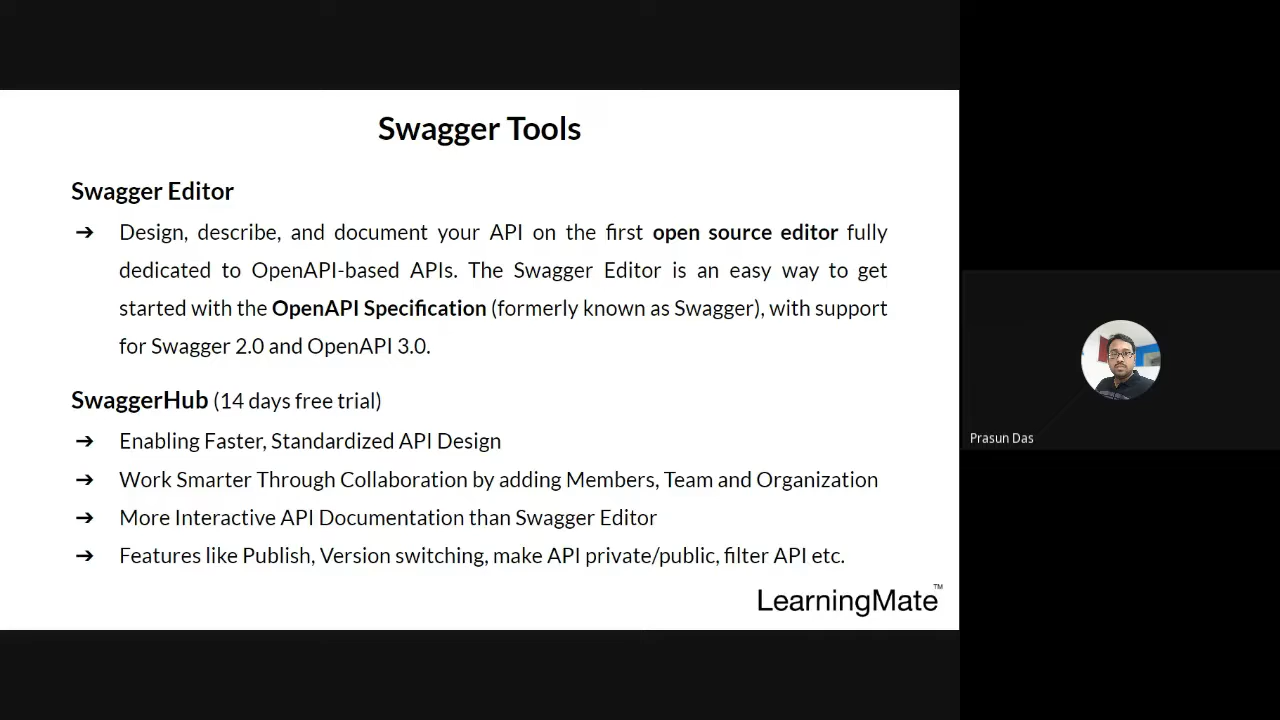 Swagger Tools
Swagger Editor
➔ Design, describe, and document your API on the first open source editor fully
dedicated to OpenAPI-based APIs. The Swagger Editor is an easy way to get
started with the OpenAPI Specification (formerly known as Swagger), with support
for Swagger 2.0 and OpenAPI 3.0.
SwaggerHub (14 days free trial)
➔ Enabling Faster, Standardized API Design
➔ Work Smarter Through Collaboration by adding Members, Team and Organization
➔ More Interactive API Documentation than Swagger Editor
➔ Features like Publish, Version switching, make API private/public, filter API etc.
LearningMate™
Prasun Das